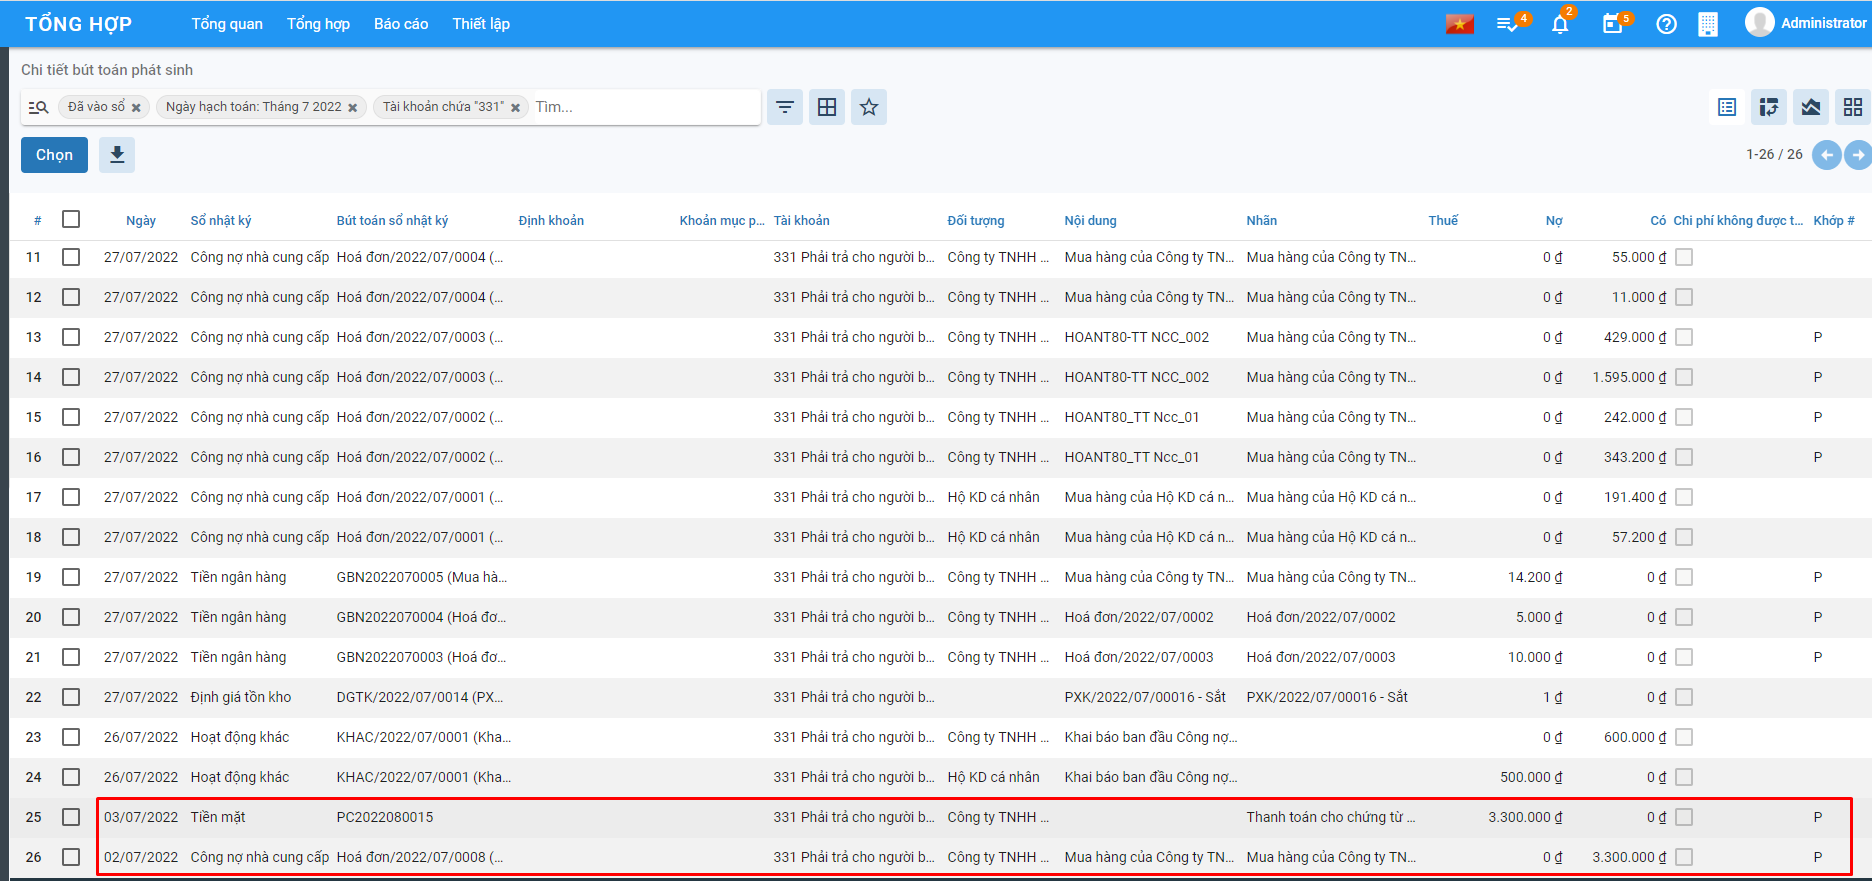 TỔNG HỢP Tổng quan Tổng hợp Báo cáo Thiết lập 4 2 5 Administrator
Chi tiết bút toán phát sinh
Đã vào sổ × Ngày hạch toán: Tháng 7 2022 × Tài khoản chứa "331" × Tìm...
Chọn 1-26 / 26
# Ngày Sổ nhật ký Bút toán sổ nhật ký Định khoản Khoản mục p... Tài khoản Đối tượng Nội dung Nhãn Thuế Nợ Có Chi phí không được t... Khớp #
11 27/07/2022 Công nợ nhà cung cấp Hoá đơn/2022/07/0004 (... 331 Phải trả cho người b... Công ty TNHH ... Mua hàng của Công ty TN... Mua hàng của Công ty TN... 0 ₫ 55.000 ₫
12 27/07/2022 Công nợ nhà cung cấp Hoá đơn/2022/07/0004 (... 331 Phải trả cho người b... Công ty TNHH ... Mua hàng của Công ty TN... Mua hàng của Công ty TN... 0 ₫ 11.000 ₫
13 27/07/2022 Công nợ nhà cung cấp Hoá đơn/2022/07/0003 (... 331 Phải trả cho người b... Công ty TNHH ... HOANT80-TT NCC_002 Mua hàng của Công ty TN... 0 ₫ 429.000 ₫ P
14 27/07/2022 Công nợ nhà cung cấp Hoá đơn/2022/07/0003 (... 331 Phải trả cho người b... Công ty TNHH ... HOANT80-TT NCC_002 Mua hàng của Công ty TN... 0 ₫ 1.595.000 ₫ P
15 27/07/2022 Công nợ nhà cung cấp Hoá đơn/2022/07/0002 (... 331 Phải trả cho người b... Công ty TNHH ... HOANT80_TT Ncc_01 Mua hàng của Công ty TN... 0 ₫ 242.000 ₫ P
16 27/07/2022 Công nợ nhà cung cấp Hoá đơn/2022/07/0002 (... 331 Phải trả cho người b... Công ty TNHH ... HOANT80_TT Ncc_01 Mua hàng của Công ty TN... 0 ₫ 343.200 ₫ P
17 27/07/2022 Công nợ nhà cung cấp Hoá đơn/2022/07/0001 (... 331 Phải trả cho người b... Hộ KD cá nhân Mua hàng của Hộ KD cá n... Mua hàng của Hộ KD cá n... 0 ₫ 191.400 ₫
18 27/07/2022 Công nợ nhà cung cấp Hoá đơn/2022/07/0001 (... 331 Phải trả cho người b... Hộ KD cá nhân Mua hàng của Hộ KD cá n... Mua hàng của Hộ KD cá n... 0 ₫ 57.200 ₫
19 27/07/2022 Tiền ngân hàng GBN2022070005 (Mua hà... 331 Phải trả cho người b... Công ty TNHH ... Mua hàng của Công ty TN... Mua hàng của Công ty TN... 14.200 ₫ 0 ₫ P
20 27/07/2022 Tiền ngân hàng GBN2022070004 (Hoá đơ... 331 Phải trả cho người b... Công ty TNHH ... Hoá đơn/2022/07/0002 Hoá đơn/2022/07/0002 5.000 ₫ 0 ₫ P
21 27/07/2022 Tiền ngân hàng GBN2022070003 (Hoá đơ... 331 Phải trả cho người b... Công ty TNHH ... Hoá đơn/2022/07/0003 Hoá đơn/2022/07/0003 10.000 ₫ 0 ₫ P
22 27/07/2022 Định giá tồn kho DGTK/2022/07/0014 (PX... 331 Phải trả cho người b... PXK/2022/07/00016 - Sắt PXK/2022/07/00016 - Sắt 1 ₫ 0 ₫
23 26/07/2022 Hoạt động khác KHAC/2022/07/0001 (Kha... 331 Phải trả cho người b... Công ty TNHH ... Khai báo ban đầu Công nợ... 0 ₫ 600.000 ₫
24 26/07/2022 Hoạt động khác KHAC/2022/07/0001 (Kha... 331 Phải trả cho người b... Hộ KD cá nhân Khai báo ban đầu Công nợ... 500.000 ₫ 0 ₫
25 03/07/2022 Tiền mặt PC2022080015 331 Phải trả cho người b... Công ty TNHH ... Thanh toán cho chứng từ ... 3.300.000 ₫ 0 ₫ P
26 02/07/2022 Công nợ nhà cung cấp Hoá đơn/2022/07/0008 (... 331 Phải trả cho người b... Công ty TNHH ... Mua hàng của Công ty TN... Mua hàng của Công ty TN... 0 ₫ 3.300.000 ₫ P